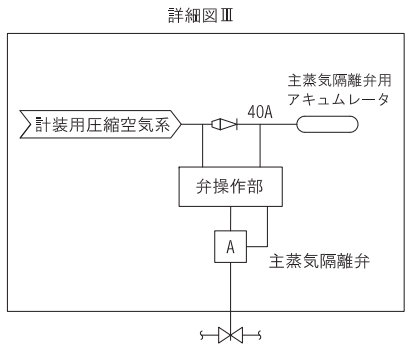 詳細図Ⅲ
主蒸気隔離弁用
アキュムレータ
40A
計装用圧縮空気系
弁操作部
A
主蒸気隔離弁